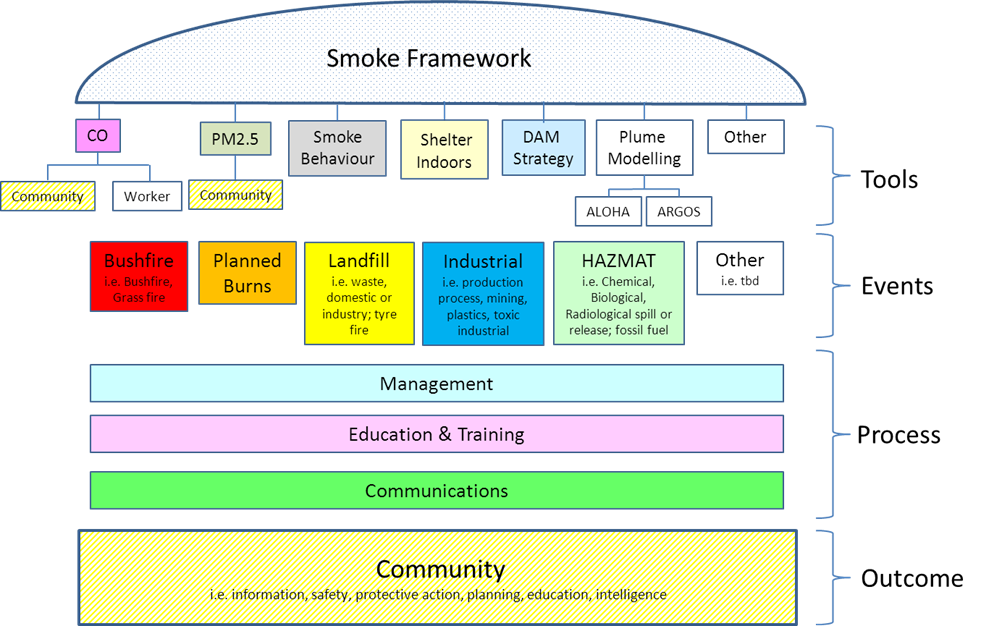 Smoke Framework
CO
PM2.5
Smoke
Behaviour
Shelter
Indoors
DAM
Strategy
Plume
Modelling
Other
Community
Worker
Community
ALOHA
ARGOS
Tools
Bushfire
i.e. Bushfire,
Grass fire
Planned
Burns
Landfill
i.e. waste,
domestic or
industry; tyre
fire
Industrial
i.e. production
process, mining,
plastics, toxic
industrial
HAZMAT
i.e. Chemical,
Biological,
Radiological spill or
release; fossil fuel
Other
i.e. tbd
Events
Management
Education & Training
Communications
Process
Community
i.e. information, safety, protective action, planning, education, intelligence
Outcome